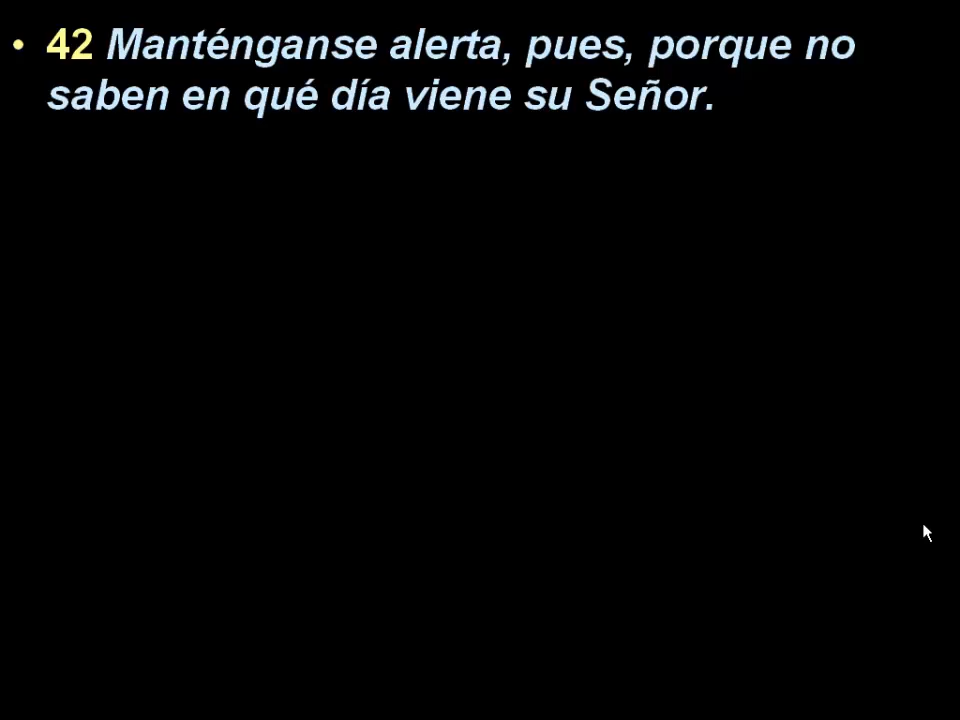 • 42 Manténganse alerta, pues, porque no
saben en qué día viene su Señor.